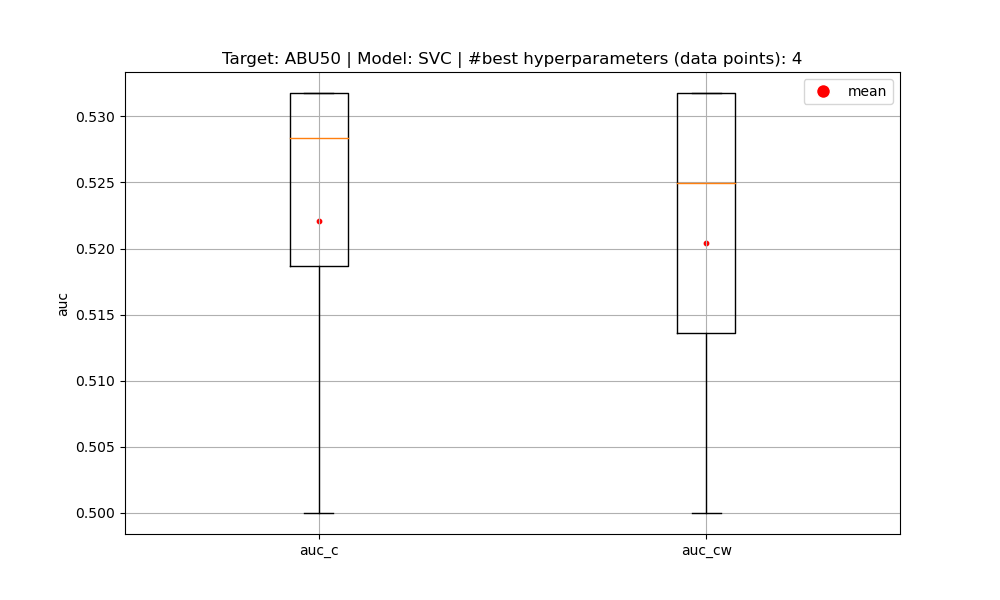 Target: ABU50 | Model: SVC | #best hyperparameters (data points): 4
mean
0.530
0.525
0.520
0.515
0.510
0.505
0.500
auc
auc_c
auc_cw